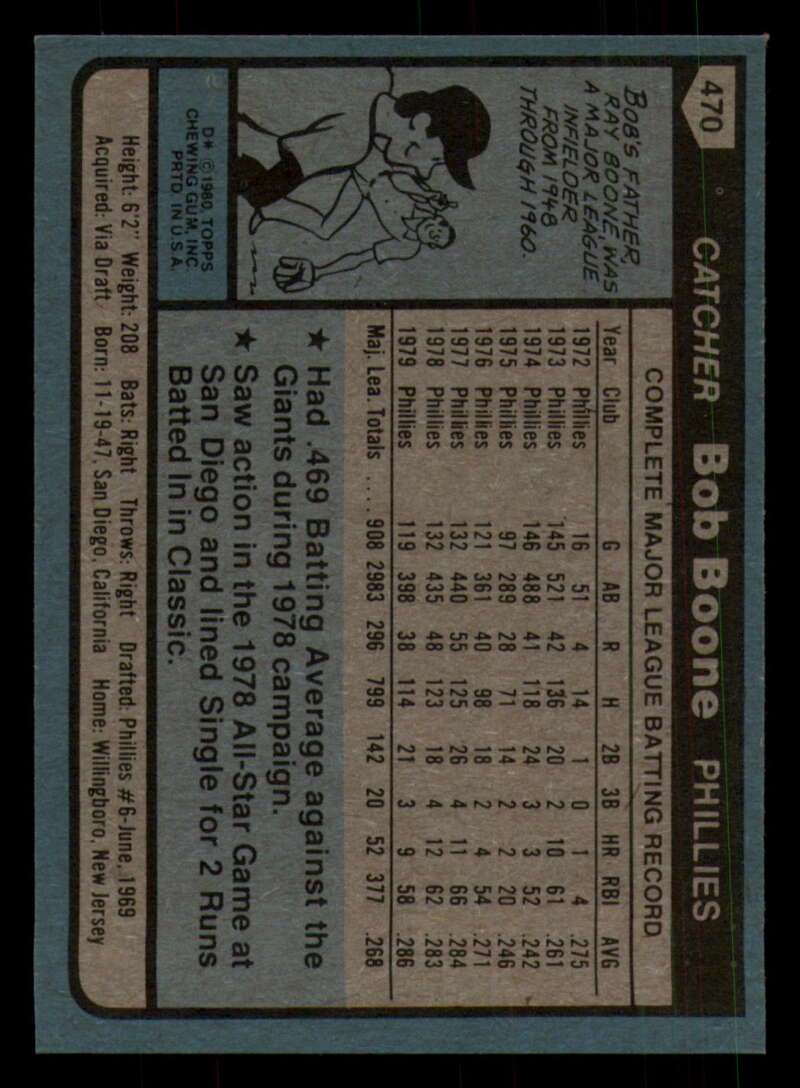 470
CATCHER Bob Boone PHILLIES
BOB'S FATHER,
RAY BOONE, WAS
A MAJOR LEAGUE
INFIELDER
FROM 1948
THROUGH 1960.
D* © 1980, TOPPS
CHEWING GUM, INC.
PRTD. IN U.S.A.
COMPLETE MAJOR LEAGUE BATTING RECORD
Year Club G AB R H 2B 3B HR RBI AVG
1972 Phillies 16 51 4 14 1 0 1 4 .275
1973 Phillies 145 521 42 136 20 2 10 61 .261
1974 Phillies 146 488 41 118 24 3 3 52 .242
1975 Phillies 97 289 28 71 14 2 2 20 .246
1976 Phillies 121 361 40 98 18 2 4 54 .271
1977 Phillies 132 440 55 125 26 4 11 66 .284
1978 Phillies 132 435 48 123 18 4 12 62 .283
1979 Phillies 119 398 38 114 21 3 9 58 .286
Maj. Lea. Totals .... 908 2983 296 799 142 20 52 377 .268
★ Had .469 Batting Average against the
Giants during 1978 campaign.
★ Saw action in the 1978 All-Star Game at
San Diego and lined Single for 2 Runs
Batted In in Classic.
Height: 6'2" Weight: 208 Bats: Right Throws: Right Drafted: Phillies #6-June, 1969
Acquired: Via Draft Born: 11-19-47, San Diego, California Home: Willingboro, New Jersey